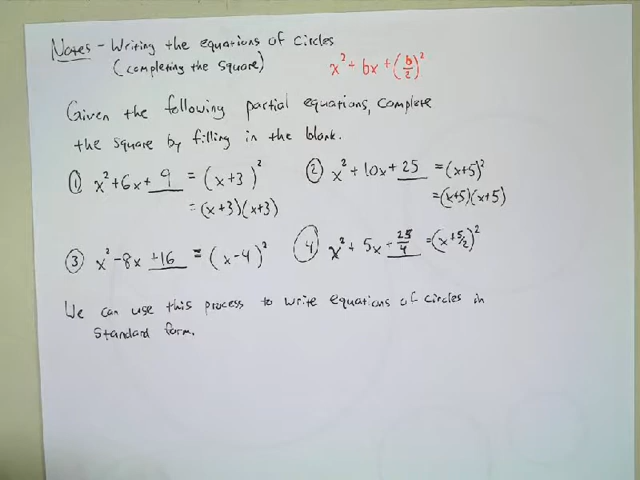 Notes - Writing the equations of circles
(completing the square)
x² + bx + (b/2)²
Given the following partial equations, complete
the square by filling in the blank.
① x² + 6x + 9 = (x+3)²
= (x+3)(x+3)
② x² + 10x + 25 = (x+5)²
= (x+5)(x+5)
③ x² - 8x +16 = (x-4)²
④ x² + 5x + 25/4 = (x+5/2)²
We can use this process to write equations of circles in
standard form.